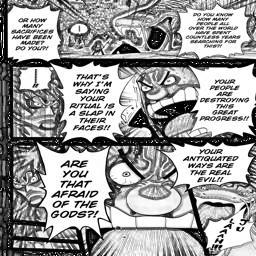 DO YOU
KNOW HOW
MANY PEOPLE
ALL OVER
THE WORLD
HAVE SPENT
COUNTLESS YEARS
SEARCHING FOR
THIS?!
OR HOW
MANY
SACRIFICES
HAVE BEEN
MADE?
DO YOU?!
YOUR
PEOPLE
ARE
DESTROYING
THIS
GREAT
PROGRESS!!
THAT'S
WHY I'M
SAYING
YOUR
RITUAL IS
A SLAP IN
THEIR
FACES!!
!!
YOUR
ANTIQUATED
WAYS ARE
THE REAL
EVIL!!
ARE
YOU
THAT
AFRAID
OF THE
GODS?!